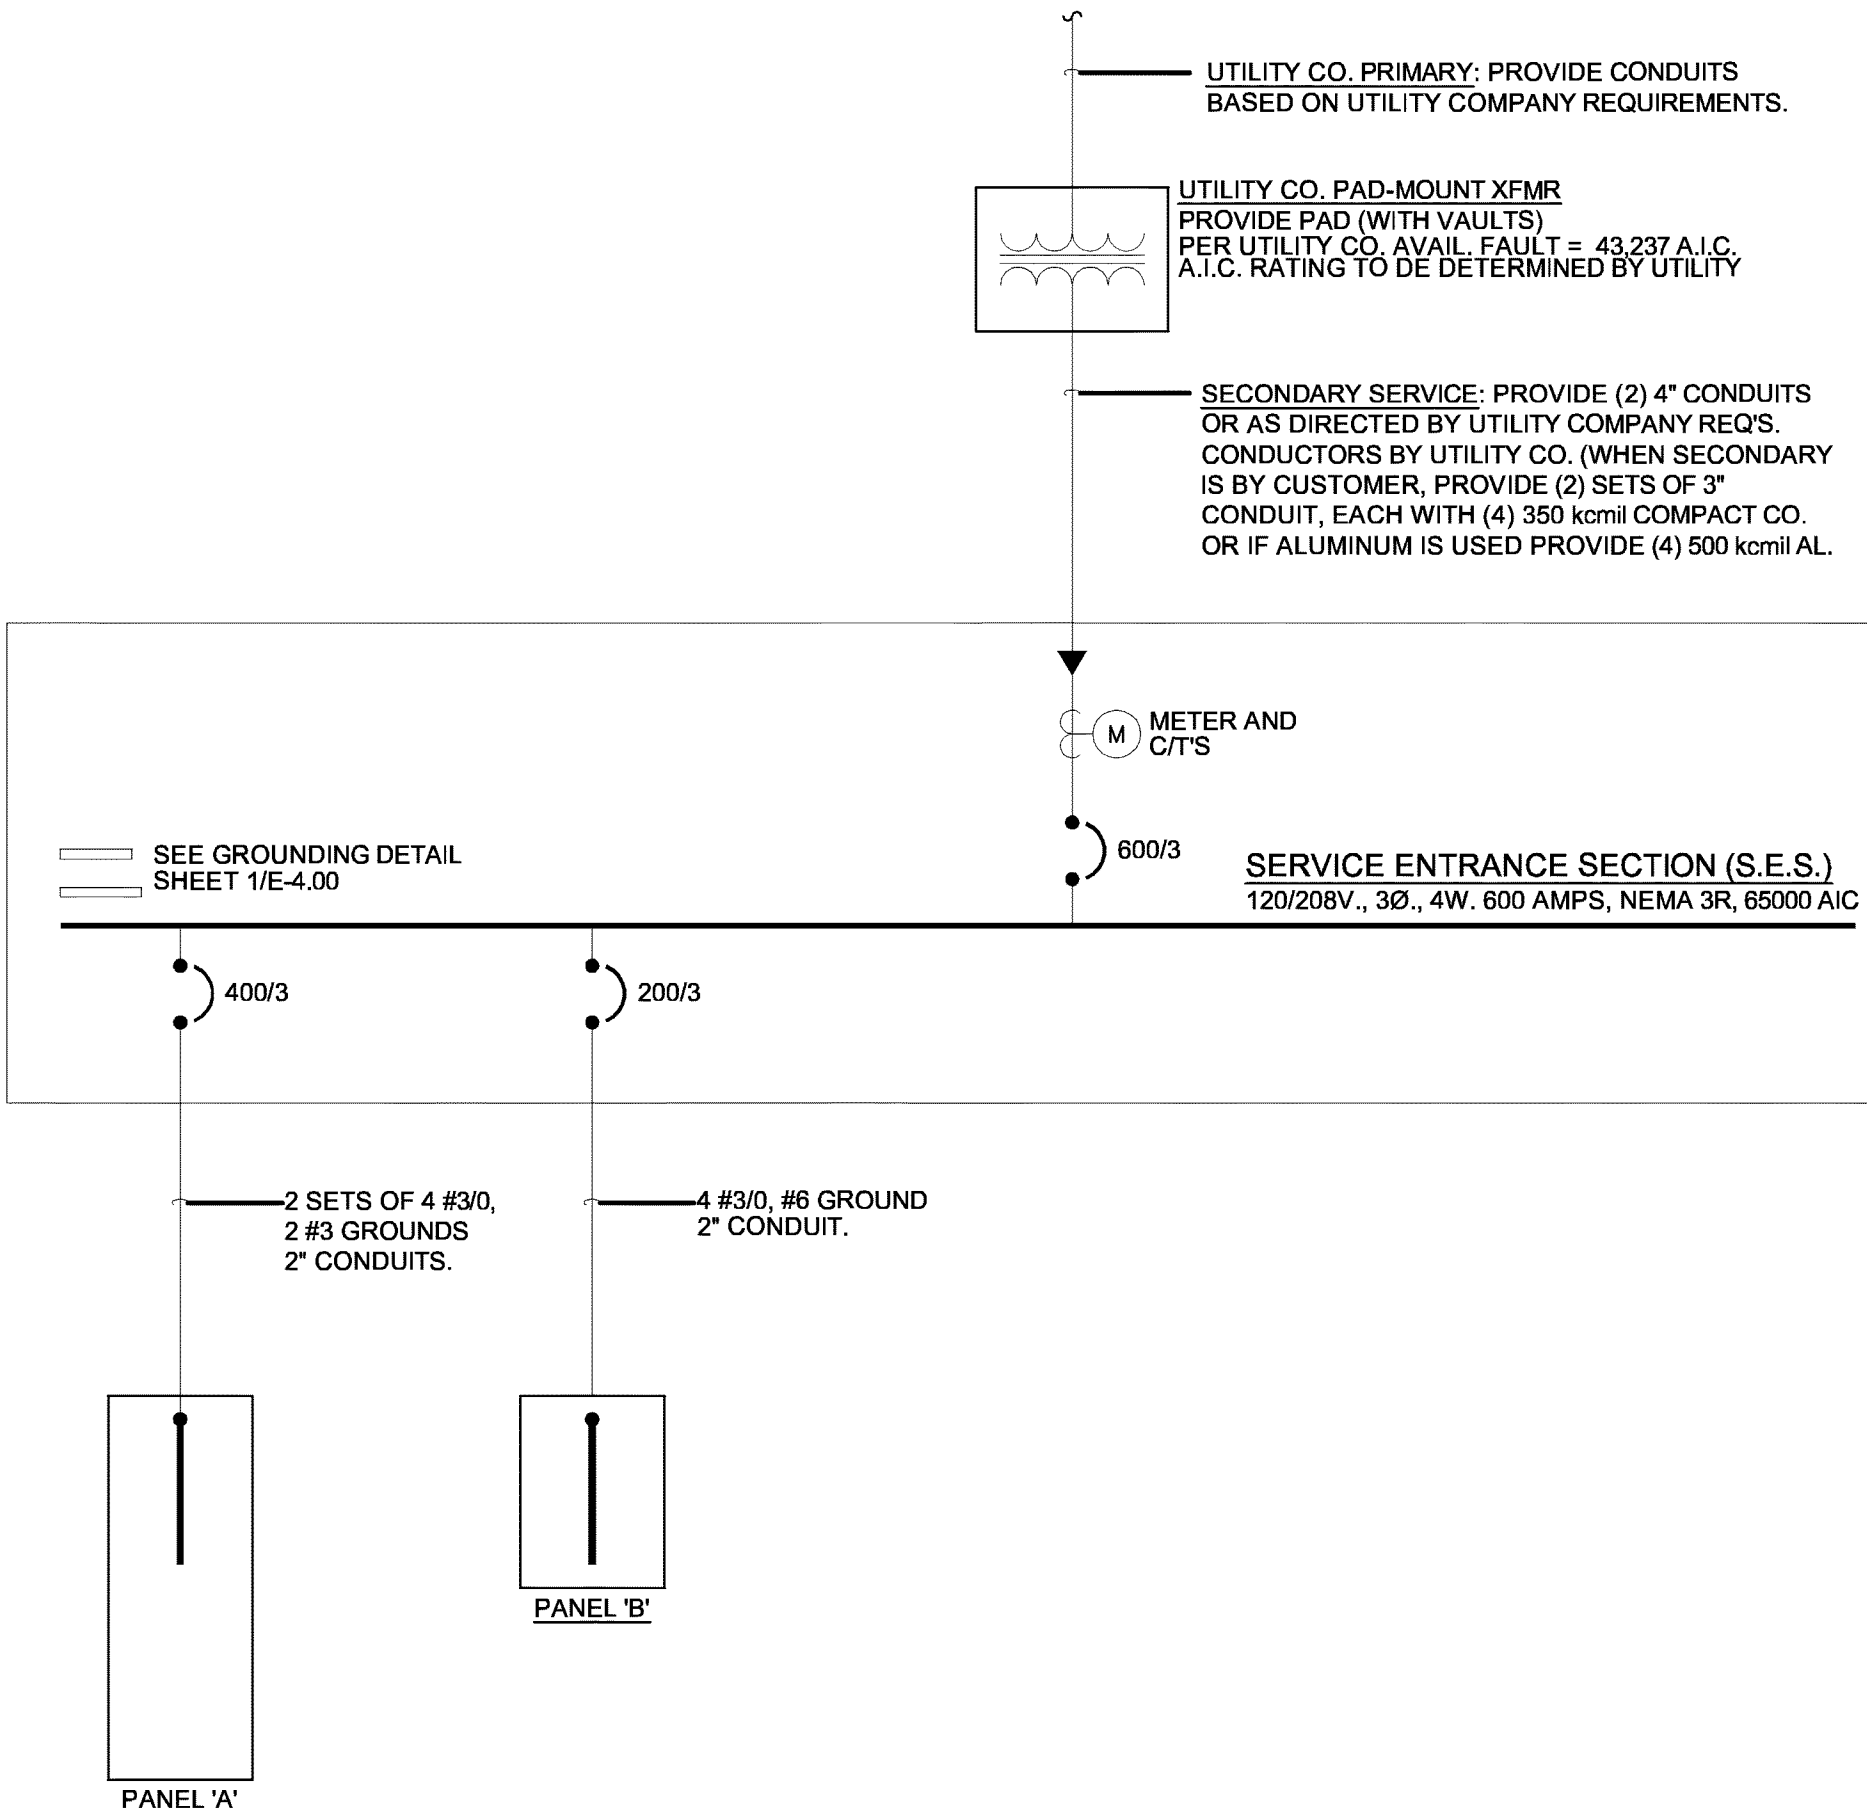 UTILITY CO. PRIMARY: PROVIDE CONDUITS
BASED ON UTILITY COMPANY REQUIREMENTS.
UTILITY CO. PAD-MOUNT XFMR
PROVIDE PAD (WITH VAULTS)
PER UTILITY CO. AVAIL. FAULT = 43,237 A.I.C.
A.I.C. RATING TO DE DETERMINED BY UTILITY
SECONDARY SERVICE: PROVIDE (2) 4" CONDUITS
OR AS DIRECTED BY UTILITY COMPANY REQ'S.
CONDUCTORS BY UTILITY CO. (WHEN SECONDARY
IS BY CUSTOMER, PROVIDE (2) SETS OF 3"
CONDUIT, EACH WITH (4) 350 kcmil COMPACT CO.
OR IF ALUMINUM IS USED PROVIDE (4) 500 kcmil AL.
M
METER AND
C/T'S
600/3
SEE GROUNDING DETAIL
SHEET 1/E-4.00
SERVICE ENTRANCE SECTION (S.E.S.)
120/208V., 3Ø., 4W. 600 AMPS, NEMA 3R, 65000 AIC
400/3
200/3
2 SETS OF 4 #3/0,
2 #3 GROUNDS
2" CONDUITS.
4 #3/0, #6 GROUND
2" CONDUIT.
PANEL 'B'
PANEL 'A'